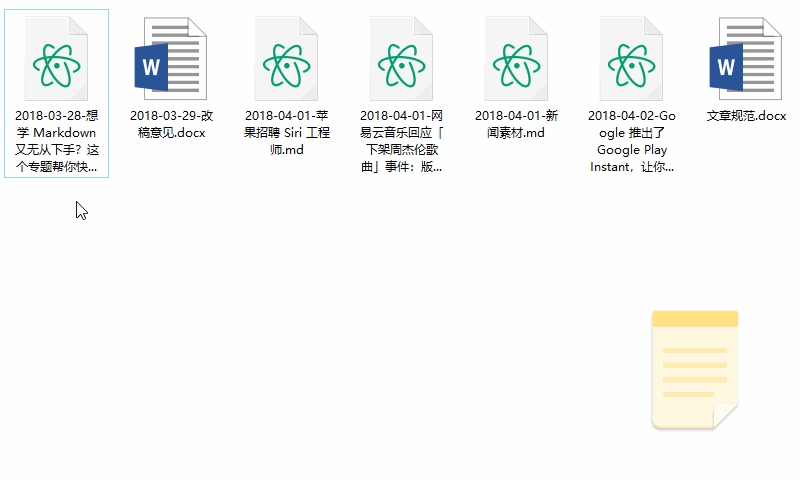 W
W
2018-03-28-想
学 Markdown
又无从下手？这
个专题帮你快...
2018-03-29-改
稿意见.docx
2018-04-01-苹
果招聘 Siri 工程
师.md
2018-04-01-网
易云音乐回应「
下架周杰伦歌
曲」事件：版...
2018-04-01-新
闻素材.md
2018-04-02-Go
ogle 推出了
Google Play
Instant，让你...
文章规范.docx